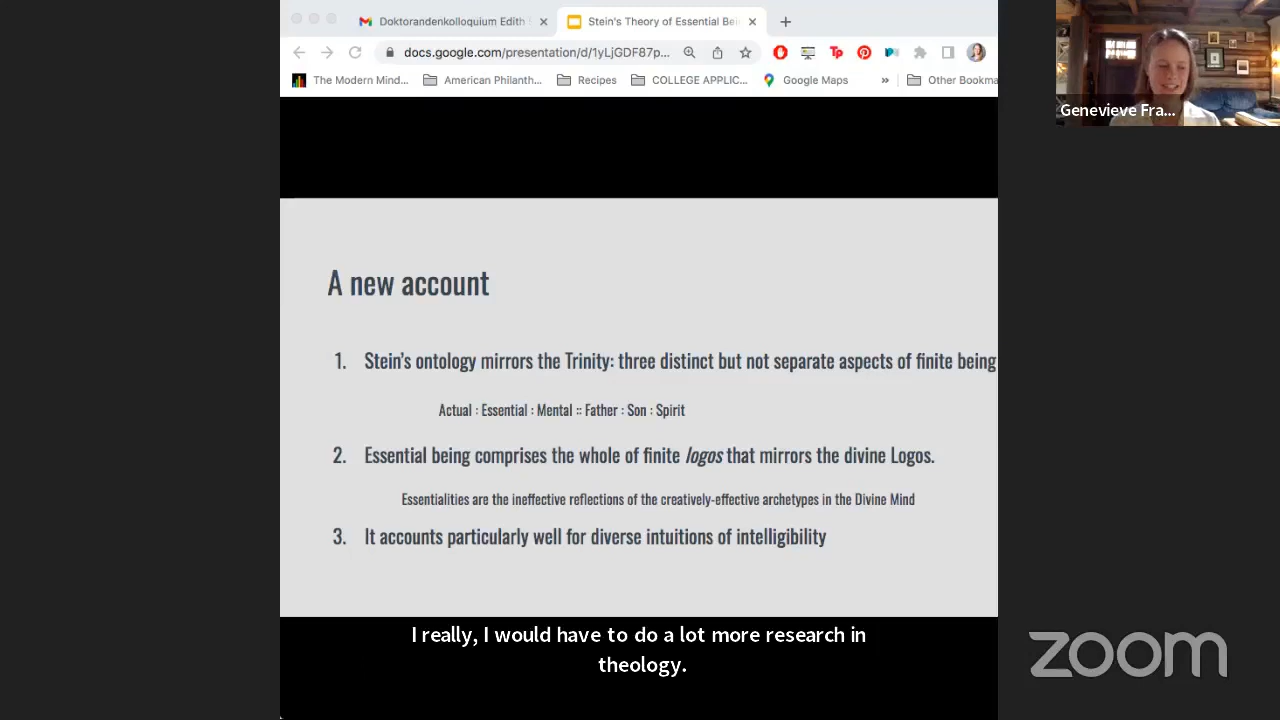 Doktorandenkolloquium Edith
Stein's Theory of Essential Bei
docs.google.com/presentation/d/1yLjGDF87p...
The Modern Mind...
American Philanth...
Recipes
COLLEGE APPLIC...
Google Maps
»
Other Bookma
Genevieve Fra...
A new account
1. Stein's ontology mirrors the Trinity: three distinct but not separate aspects of finite being
Actual : Essential : Mental :: Father : Son : Spirit
2. Essential being comprises the whole of finite logos that mirrors the divine Logos.
Essentialities are the ineffective reflections of the creatively-effective archetypes in the Divine Mind
3. It accounts particularly well for diverse intuitions of intelligibility
I really, I would have to do a lot more research in
theology.
zoom